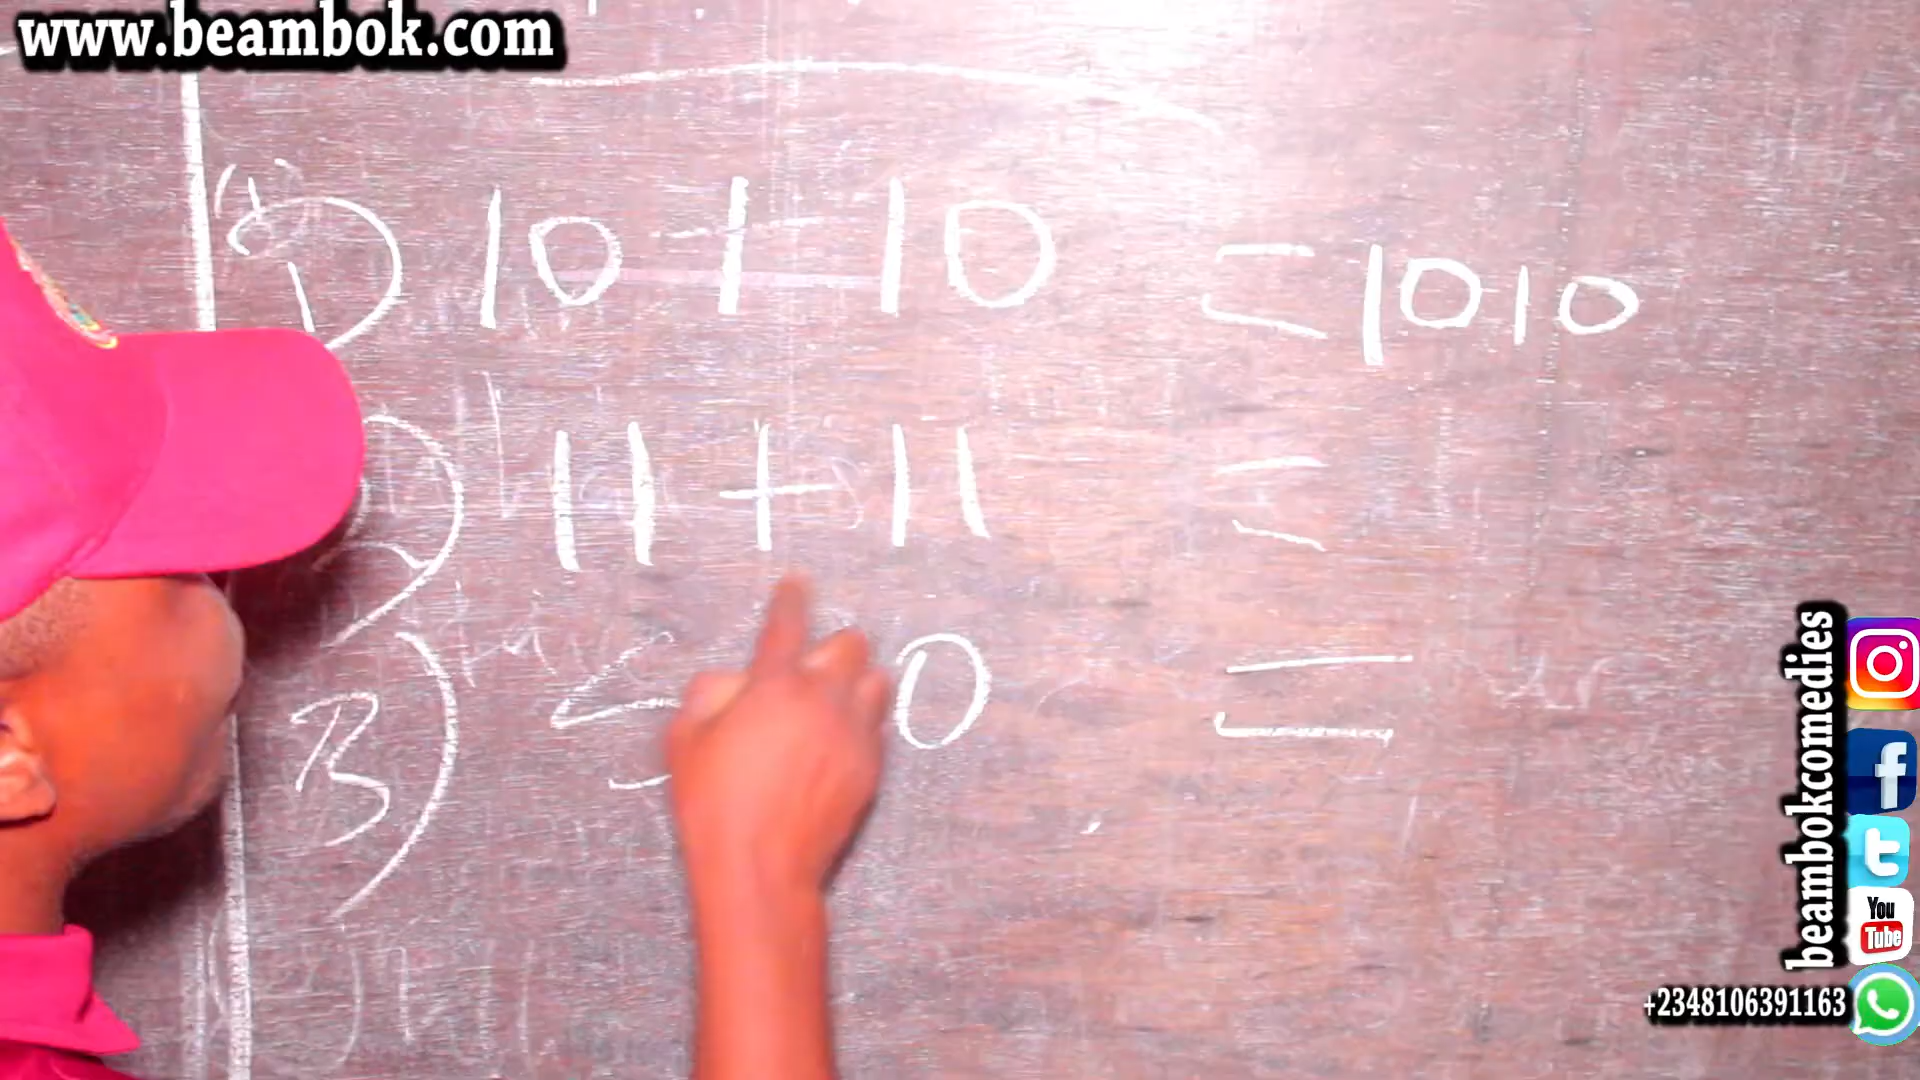 www.beambok.com
1) 10 + 10 = 1010
2) 11 + 11 =
3) 0 =
beambokcomedies
You
Tube
+2348106391163